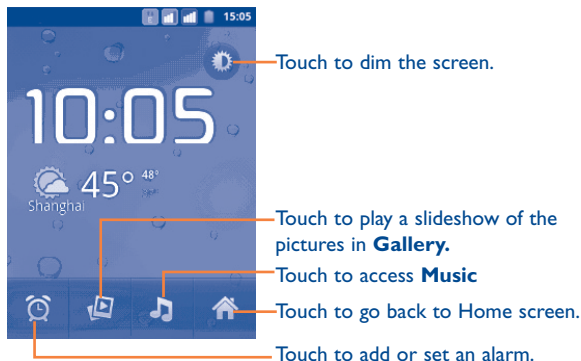 15:05
Touch to dim the screen.
10:05
45° 48°
Shanghai
Touch to play a slideshow of the
pictures in Gallery.
Touch to access Music
Touch to go back to Home screen.
Touch to add or set an alarm.